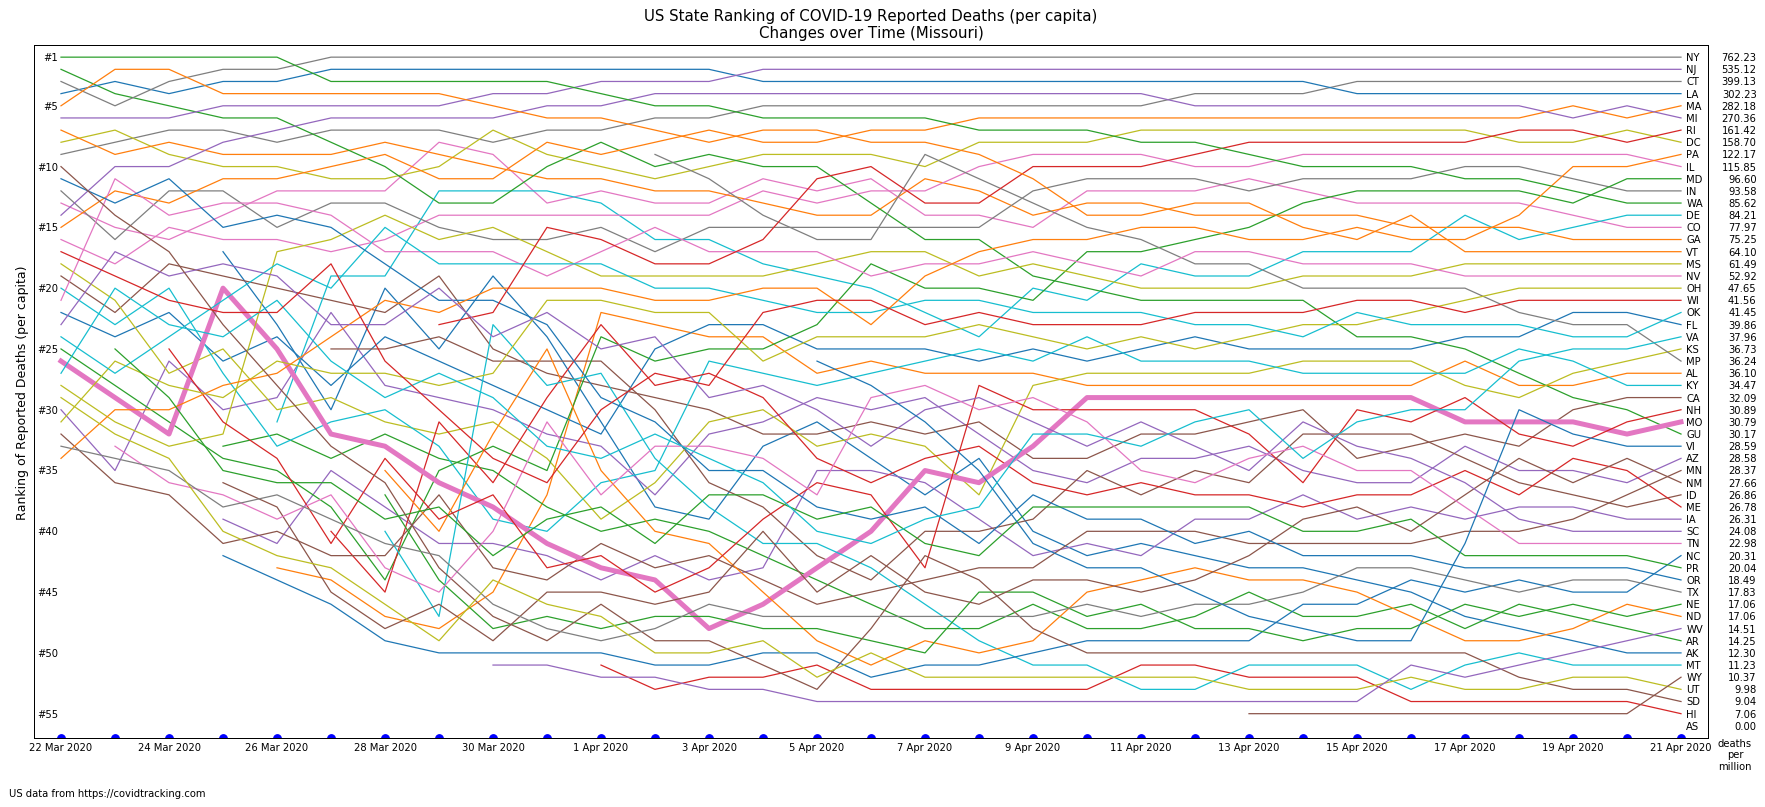 US State Ranking of COVID-19 Reported Deaths (per capita)
Changes over Time (Missouri)
Ranking of Reported Deaths (per capita)
#1
#5
#10
#15
#20
#25
#30
#35
#40
#45
#50
#55
NY 762.23
NJ 535.12
CT 399.13
LA 302.23
MA 282.18
MI 270.36
RI 161.42
DC 158.70
PA 122.17
IL 115.85
MD 96.60
IN 93.58
WA 85.62
DE 84.21
CO 77.97
GA 75.25
VT 64.10
MS 61.49
NV 52.92
OH 47.65
WI 41.56
OK 41.45
FL 39.86
VA 37.96
KS 36.73
MP 36.24
AL 36.10
KY 34.47
CA 32.09
NH 30.89
MO 30.79
GU 30.17
VI 28.59
AZ 28.58
MN 28.37
NM 27.66
ID 26.86
ME 26.78
IA 26.31
SC 24.08
TN 22.98
NC 20.31
PR 20.04
OR 18.49
TX 17.83
NE 17.06
ND 17.06
WV 14.51
AR 14.25
AK 12.30
MT 11.23
WY 10.37
UT 9.98
SD 9.04
HI 7.06
AS 0.00
22 Mar 2020 24 Mar 2020 26 Mar 2020 28 Mar 2020 30 Mar 2020 1 Apr 2020 3 Apr 2020 5 Apr 2020 7 Apr 2020 9 Apr 2020 11 Apr 2020 13 Apr 2020 15 Apr 2020 17 Apr 2020 19 Apr 2020 21 Apr 2020
deaths
per
million
US data from https://covidtracking.com